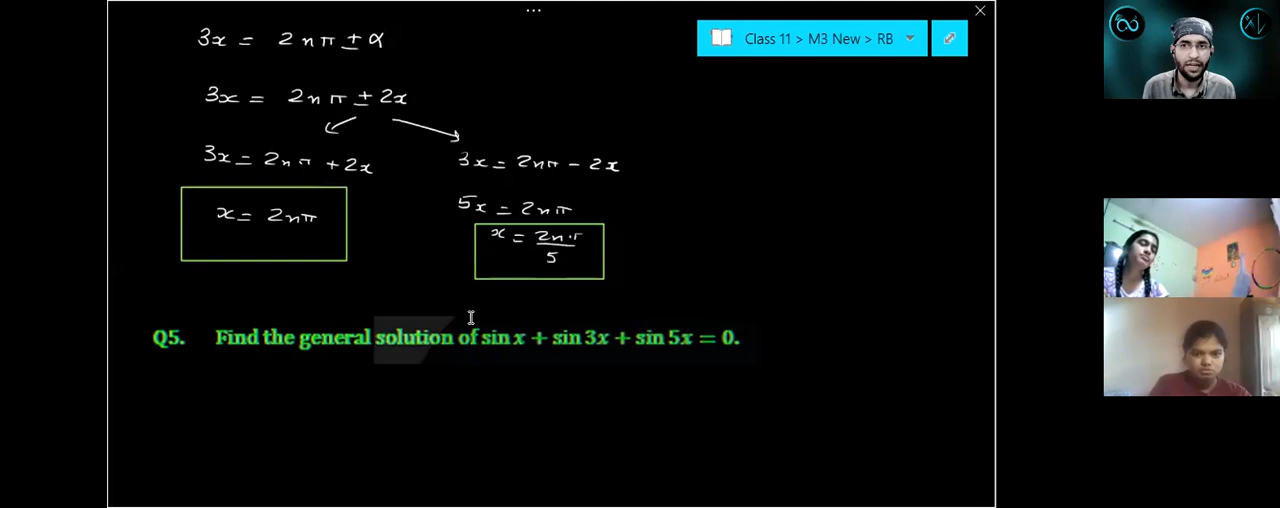 ...
Class 11 > M3 New > RB
3x = 2nπ ± α
3x = 2nπ ± 2x
3x = 2nπ + 2x
3x = 2nπ - 2x
x = 2nπ
5x = 2nπ
x = 2nπ/5
Q5. Find the general solution of sin x + sin 3x + sin 5x = 0.